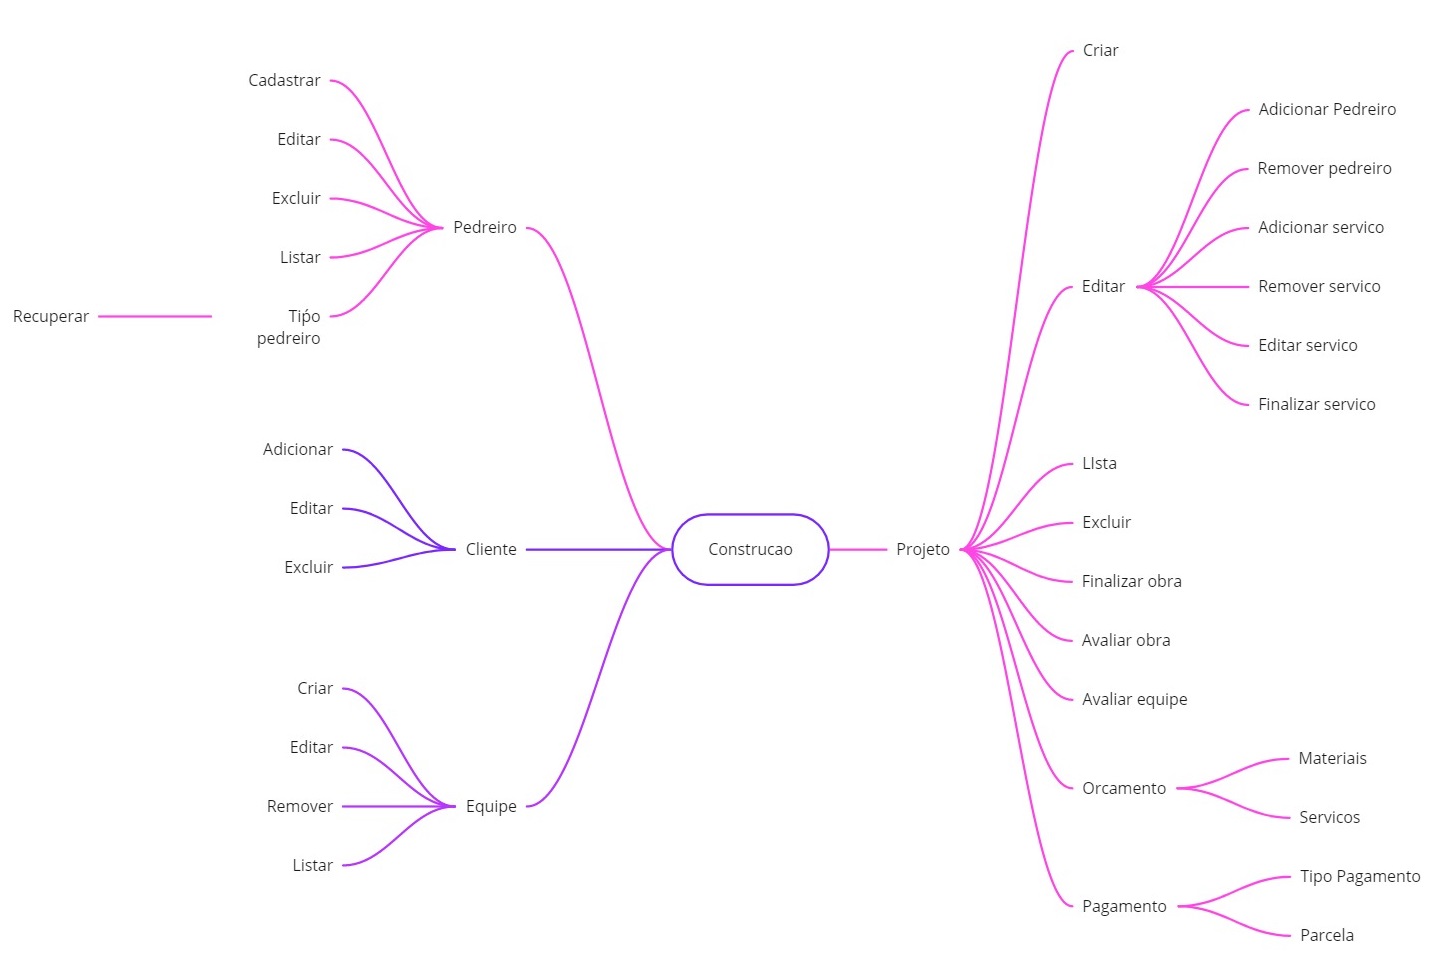 Cadastrar
Editar
Excluir
Pedreiro
Listar
Recuperar
Tiṕo
pedreiro
Adicionar
Editar
Cliente
Excluir
Criar
Editar
Remover
Equipe
Listar
Construcao
Projeto
Criar
Editar
Adicionar Pedreiro
Remover pedreiro
Adicionar servico
Remover servico
Editar servico
Finalizar servico
LIsta
Excluir
Finalizar obra
Avaliar obra
Avaliar equipe
Orcamento
Materiais
Servicos
Pagamento
Tipo Pagamento
Parcela